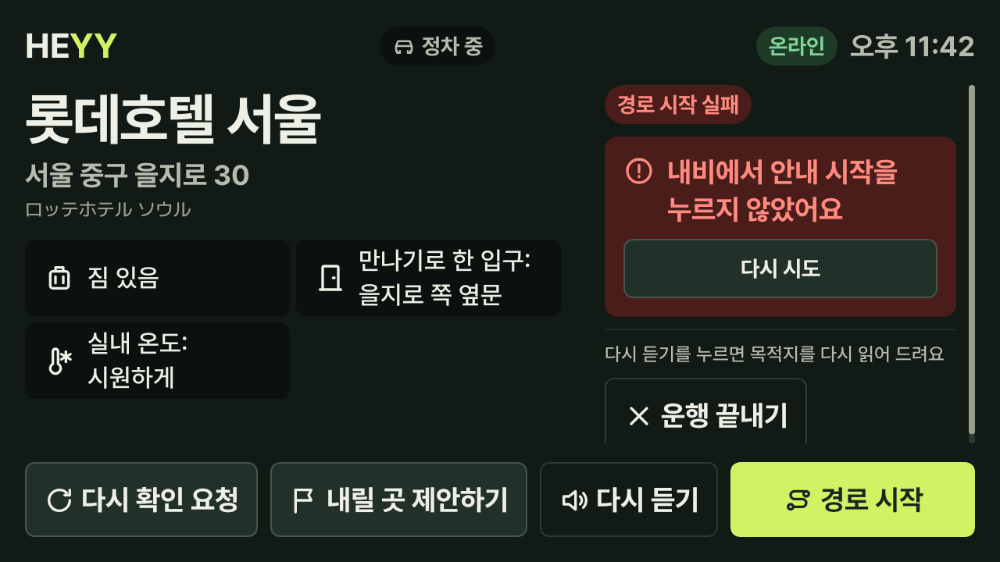 HEYY
정차 중
온라인
오후 11:42
롯데호텔 서울
서울 중구 을지로 30
ロッテホテル ソウル
짐 있음
만나기로 한 입구:
을지로 쪽 옆문
실내 온도:
시원하게
경로 시작 실패
내비에서 안내 시작을
누르지 않았어요
다시 시도
다시 듣기를 누르면 목적지를 다시 읽어 드려요
운행 끝내기
다시 확인 요청
내릴 곳 제안하기
다시 듣기
경로 시작